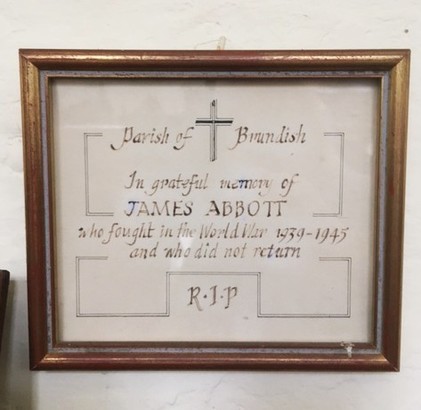 Parish of Brundish
In grateful memory of
JAMES ABBOTT
who fought in the World War 1939-1945
and who did not return
R·I·P